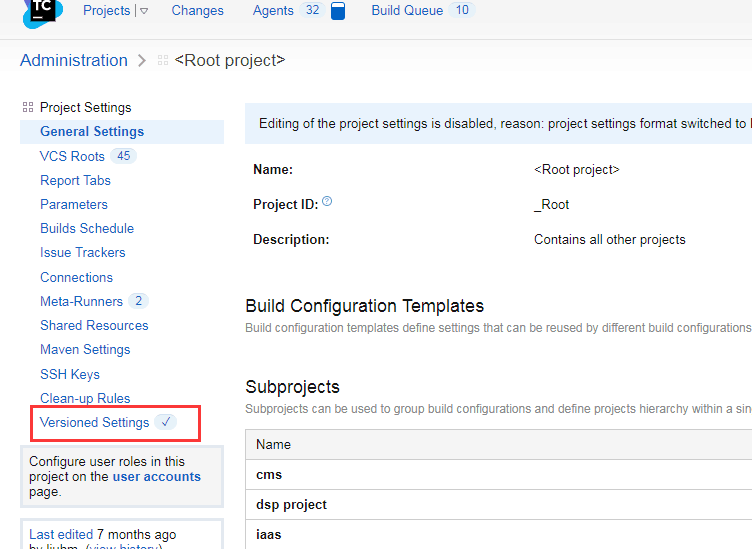 TC
Projects
Changes
Agents 32
Build Queue 10
Administration
<Root project>
Project Settings
General Settings
VCS Roots 45
Report Tabs
Parameters
Builds Schedule
Issue Trackers
Connections
Meta-Runners 2
Shared Resources
Maven Settings
SSH Keys
Clean-up Rules
Versioned Settings
Configure user roles in this
project on the user accounts
page.
Last edited 7 months ago
Editing of the project settings is disabled, reason: project settings format switched to
Name: <Root project>
Project ID: ? _Root
Description: Contains all other projects
Build Configuration Templates
Build configuration templates define settings that can be reused by different build configurations
Subprojects
Subprojects can be used to group build configurations and define projects hierarchy within a sin
Name
cms
dsp project
iaas